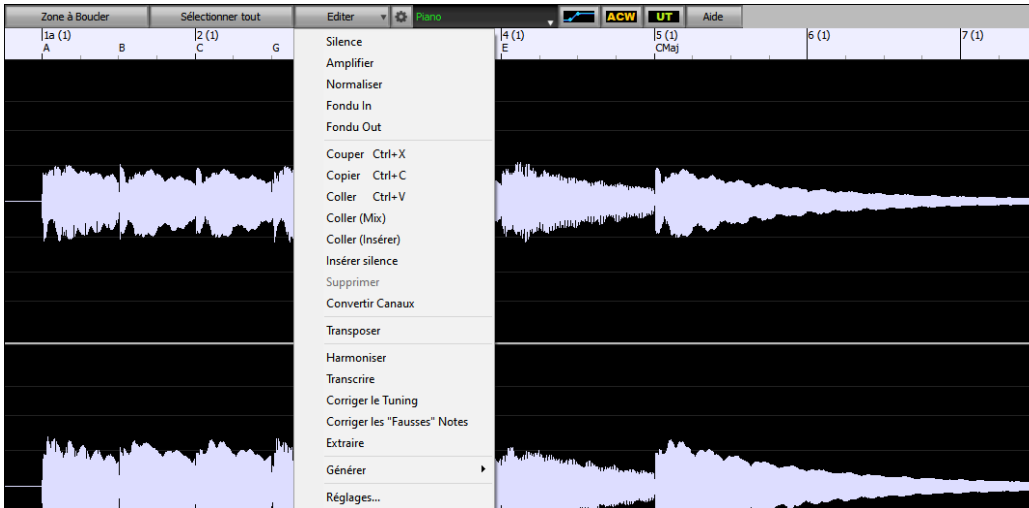 Zone à Boucler Sélectionner tout Editer Piano ACW UT Aide
1a (1) 2 (1) 4 (1) 5 (1) 6 (1) 7 (1)
A B C G E CMaj
Silence
Amplifier
Normaliser
Fondu In
Fondu Out
Couper Ctrl+X
Copier Ctrl+C
Coller Ctrl+V
Coller (Mix)
Coller (Insérer)
Insérer silence
Supprimer
Convertir Canaux
Transposer
Harmoniser
Transcrire
Corriger le Tuning
Corriger les "Fausses" Notes
Extraire
Générer
Réglages...